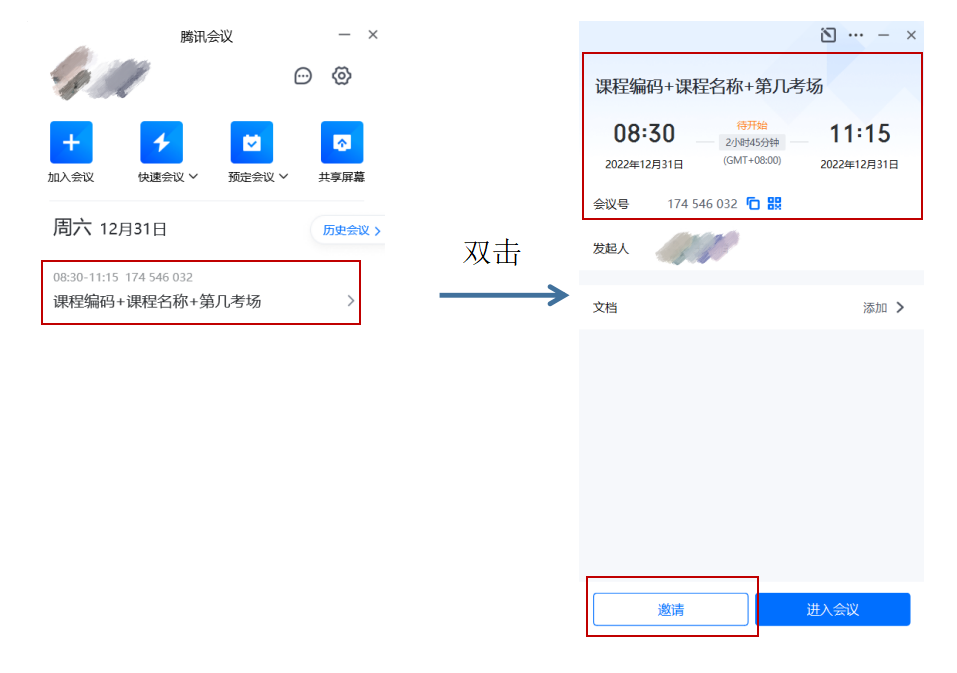 腾讯会议
加入会议
快速会议
预定会议
共享屏幕
周六 12月31日
历史会议
08:30-11:15 174 546 032
课程编码+课程名称+第几考场
双击
课程编码+课程名称+第几考场
待开始
08:30
2小时45分钟
11:15
2022年12月31日
(GMT+08:00)
2022年12月31日
会议号 174 546 032
发起人
文档
添加
邀请
进入会议